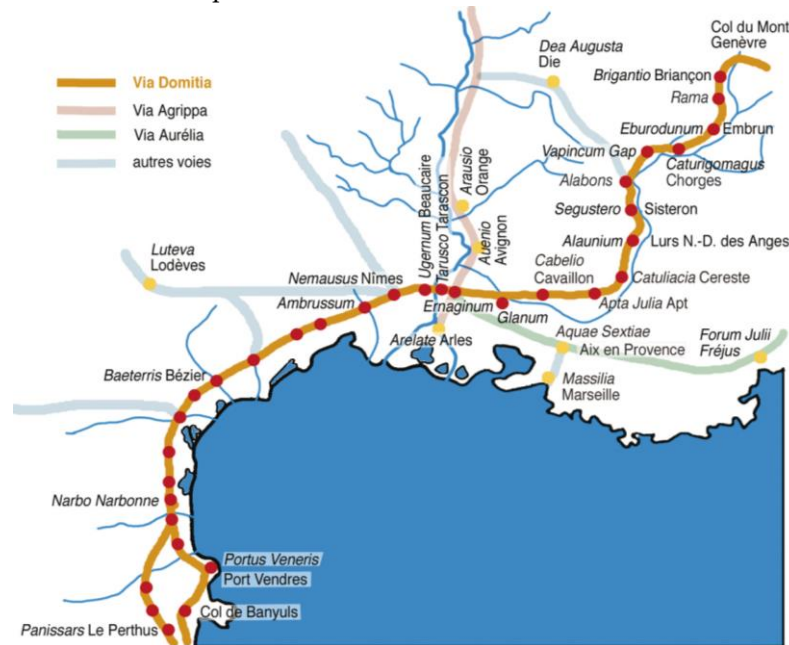 Via Domitia
Via Agrippa
Via Aurélia
autres voies
Col du Mont
Genèvre
Dea Augusta
Die
Brigantio Briançon
Rama
Eburodunum Embrun
Vapincum Gap
Caturigomagus
Chorges
Alabons
Segustero Sisteron
Alaunium Lurs N.-D. des Anges
Catuluacia Cereste
Apta Julia Apt
Cabelio
Cavaillon
Glanum
Ernaginum
Arausio
Orange
Auenio
Avignon
Ugernum Beaucaire
Tarusco Tarascon
Luteva
Lodèves
Nemausus Nîmes
Ambrussum
Arelate Arles
Aquae Sextiae
Aix en Provence
Forum Julii
Fréjus
Massilia
Marseille
Baeterris Bézier
Narbo Narbonne
Portus Veneris
Port Vendres
Col de Banyuls
Panissars Le Perthus